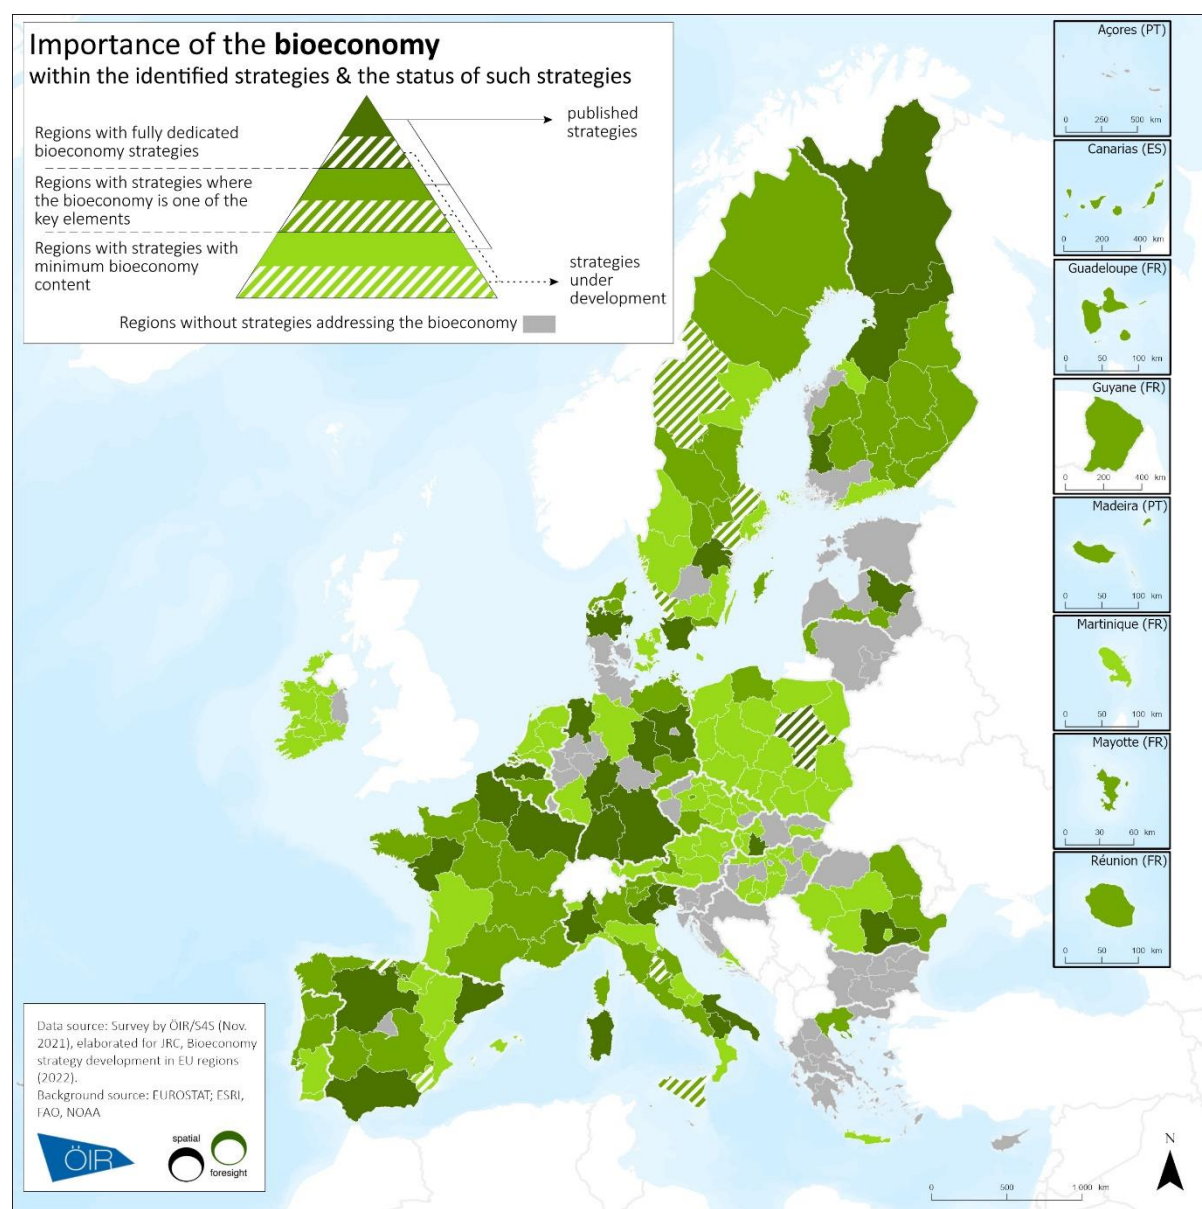 Importance of the bioeconomy
within the identified strategies & the status of such strategies
Regions with fully dedicated
bioeconomy strategies
Regions with strategies where
the bioeconomy is one of the
key elements
Regions with strategies with
minimum bioeconomy
content
published
strategies
strategies
under
development
Regions without strategies addressing the bioeconomy
Açores (PT)
0 250 500 km
Canarias (ES)
0 200 400 km
Guadeloupe (FR)
0 50 100 km
Guyane (FR)
0 200 400 km
Madeira (PT)
0 50 100 km
Martinique (FR)
0 50 100 km
Mayotte (FR)
0 30 60 km
Réunion (FR)
0 50 100 km
Data source: Survey by ÖIR/S4S (Nov.
2021), elaborated for JRC, Bioeconomy
strategy development in EU regions
(2022).
Background source: EUROSTAT; ESRI,
FAO, NOAA
ÖIR
spatial
foresight
N
0 500 1 000 km